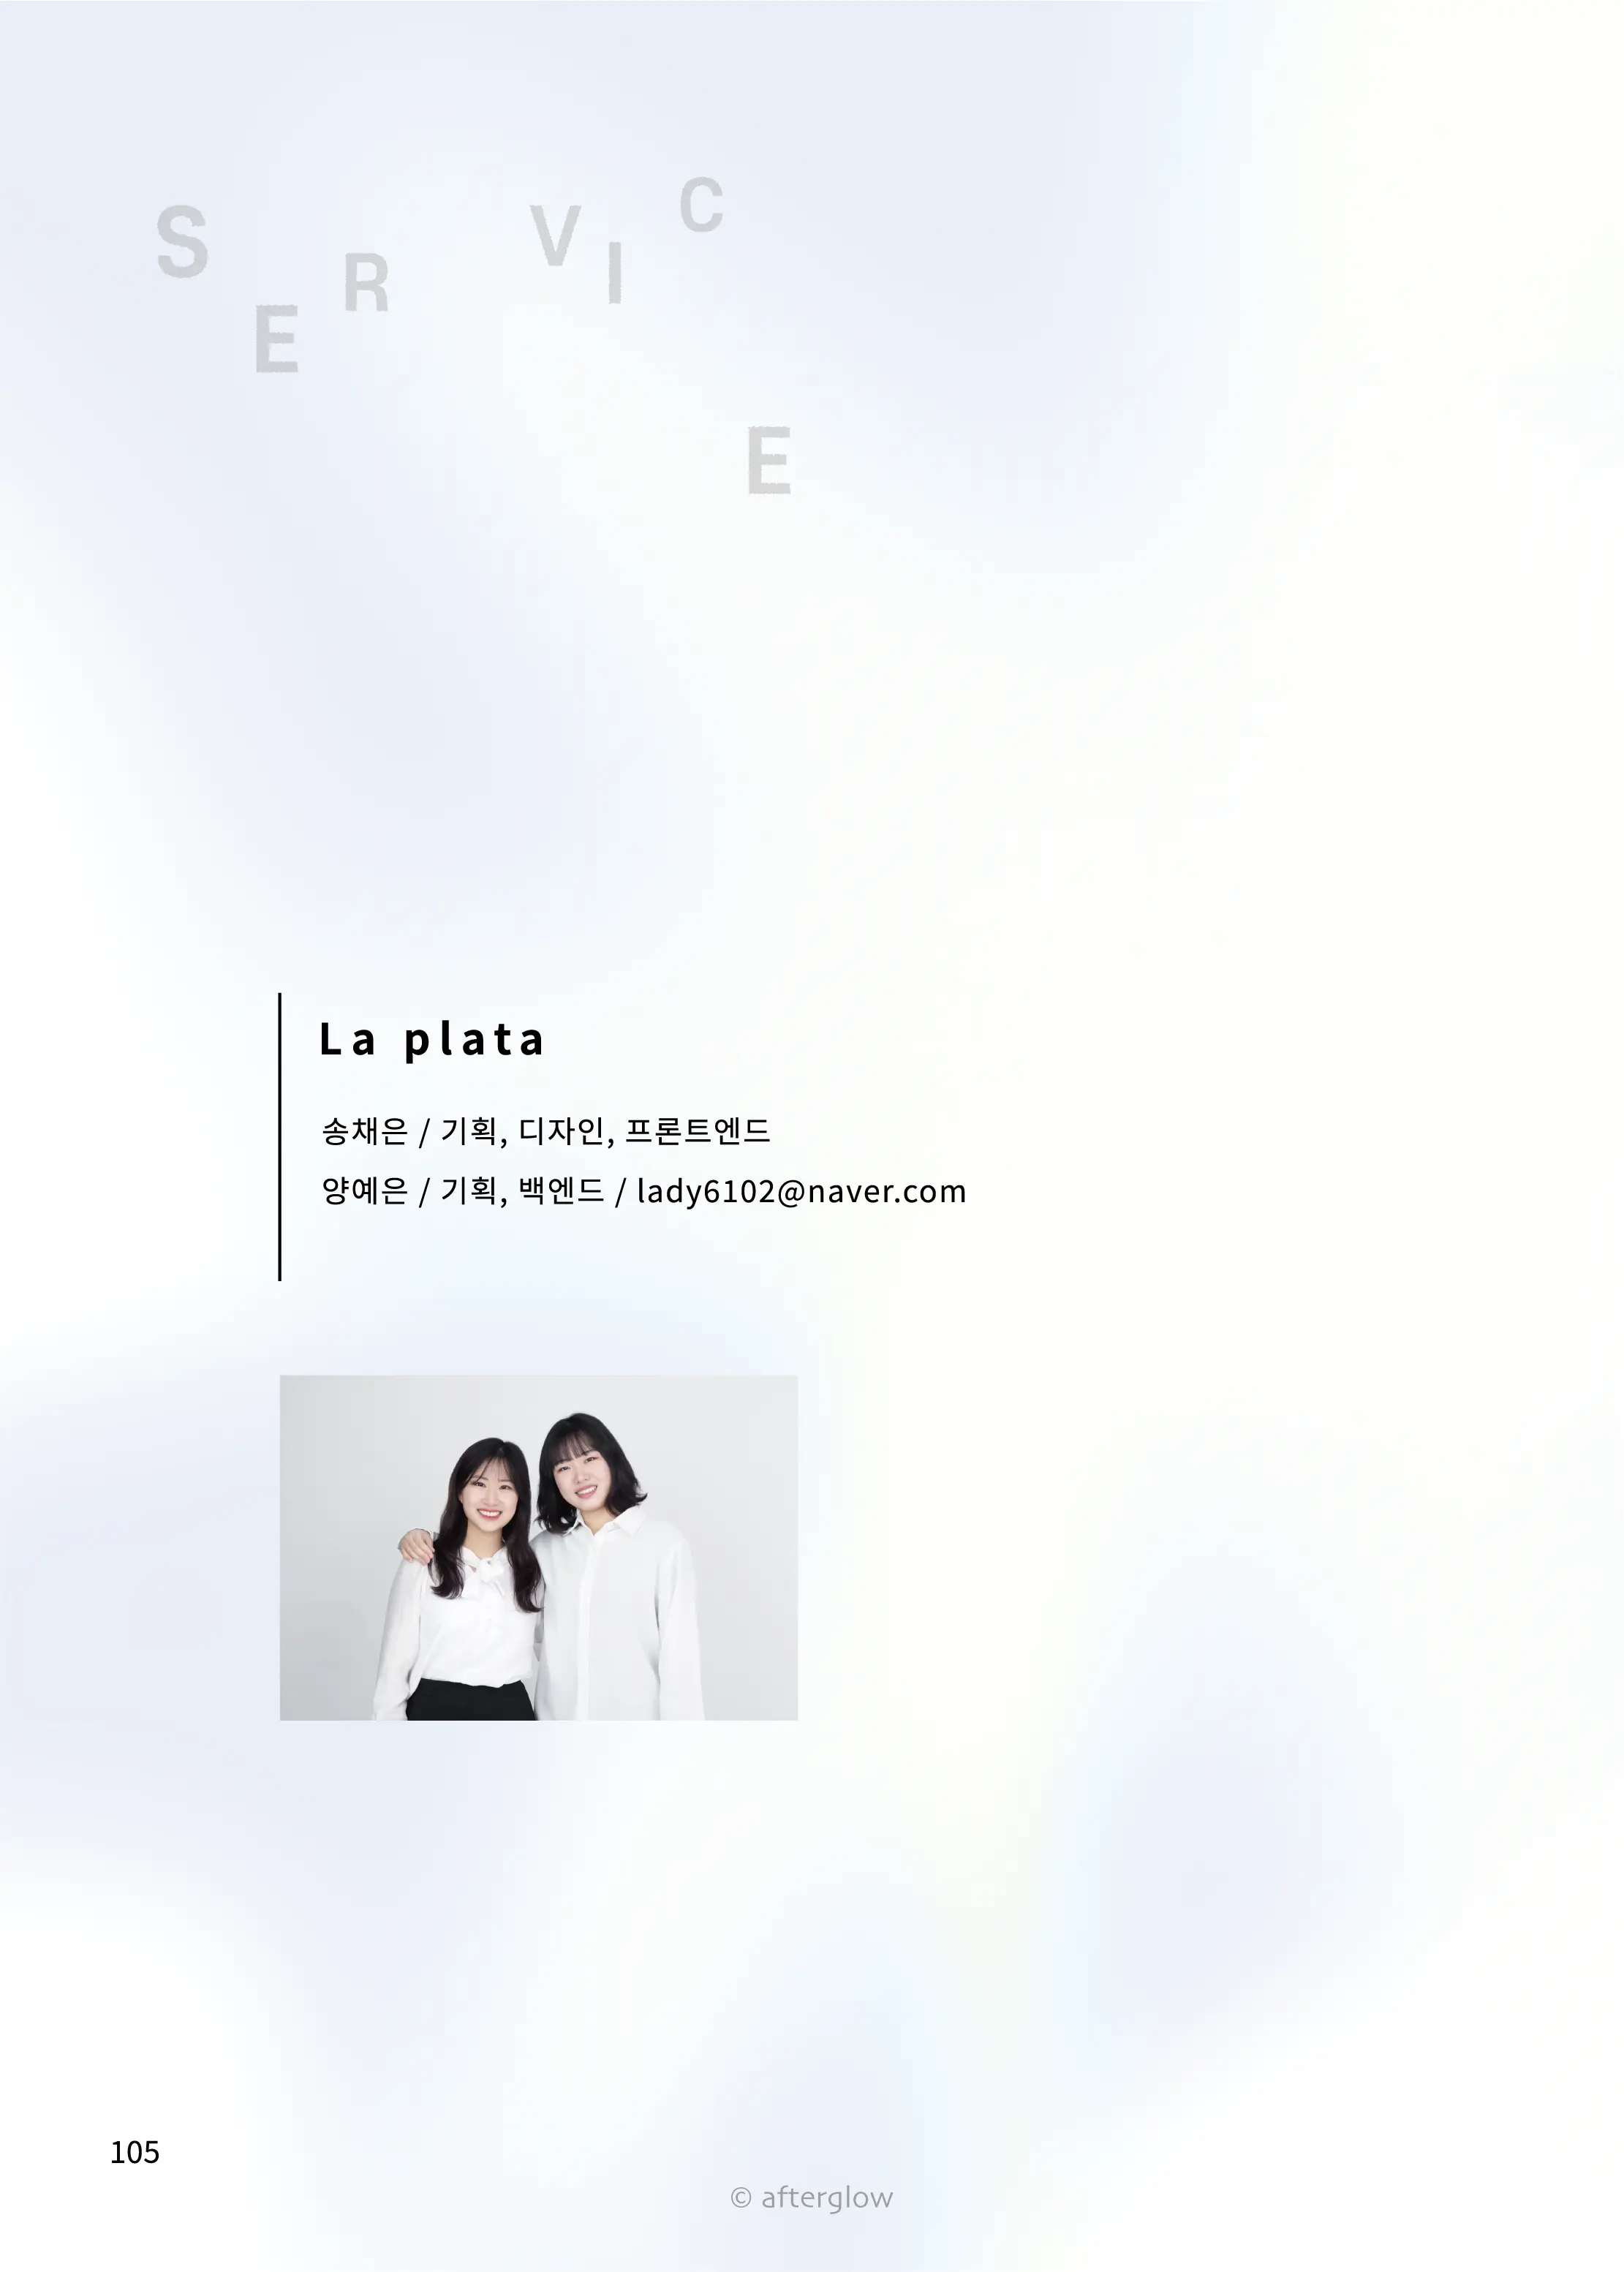 SERVICE
La plata
송채은 / 기획, 디자인, 프론트엔드
양예은 / 기획, 백엔드 / lady6102@naver.com
105
© afterglow